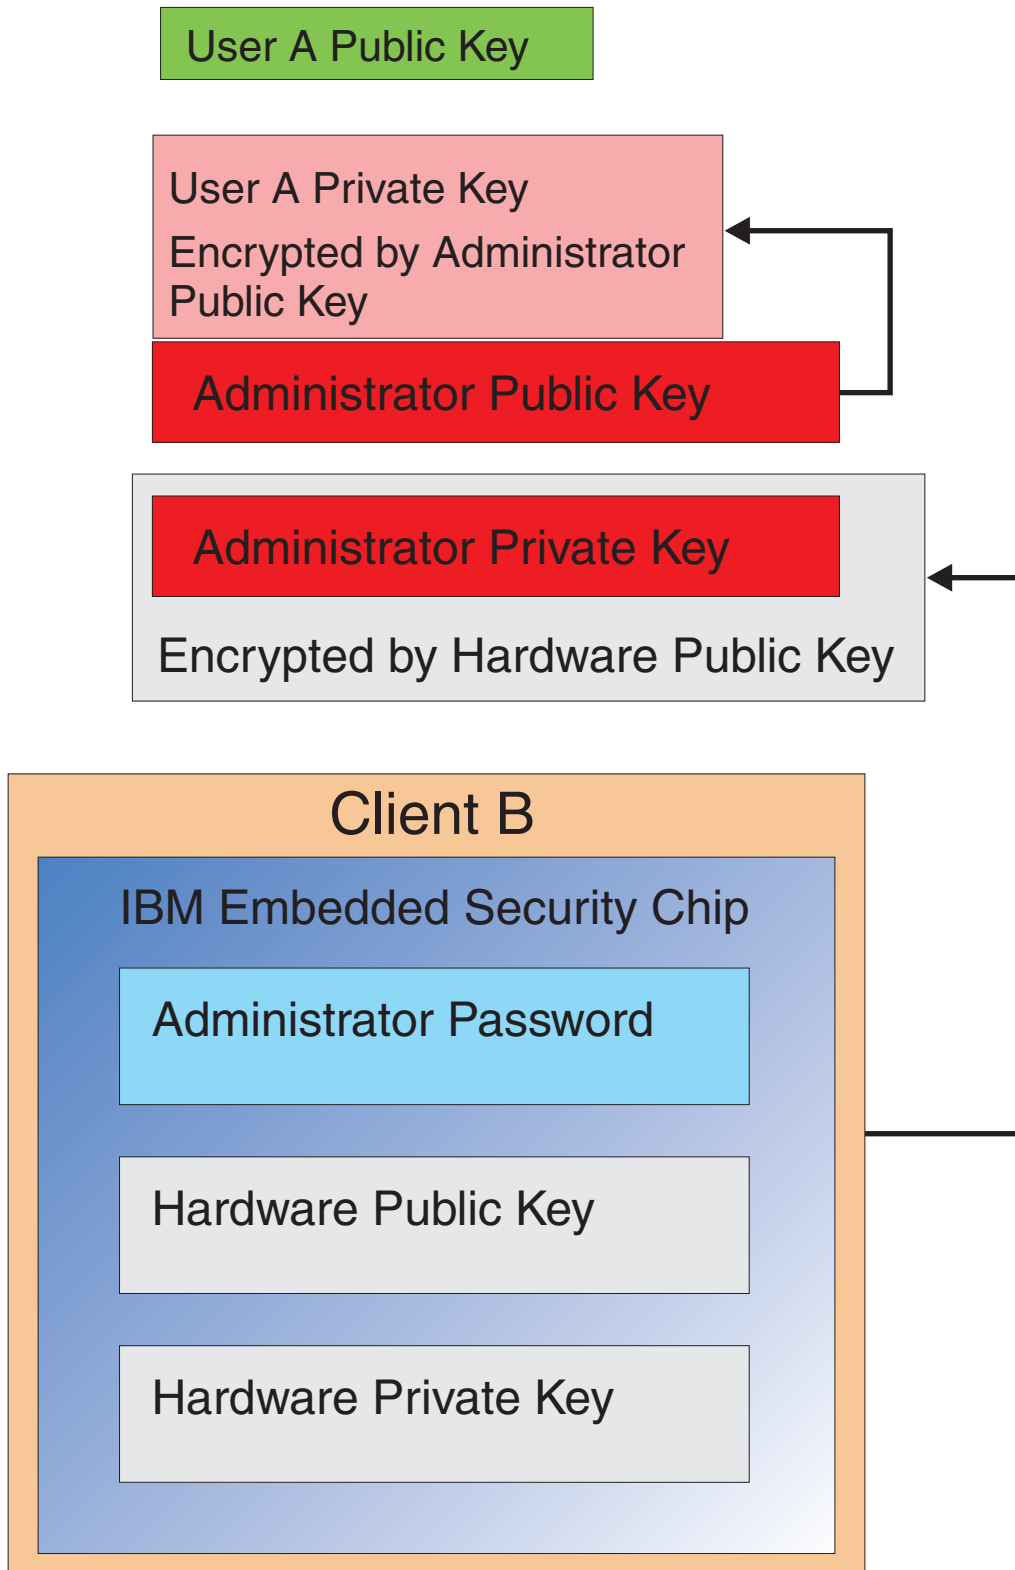 User A Public Key
User A Private Key
Encrypted by Administrator
Public Key
Administrator Public Key
Administrator Private Key
Encrypted by Hardware Public Key
Client B
IBM Embedded Security Chip
Administrator Password
Hardware Public Key
Hardware Private Key